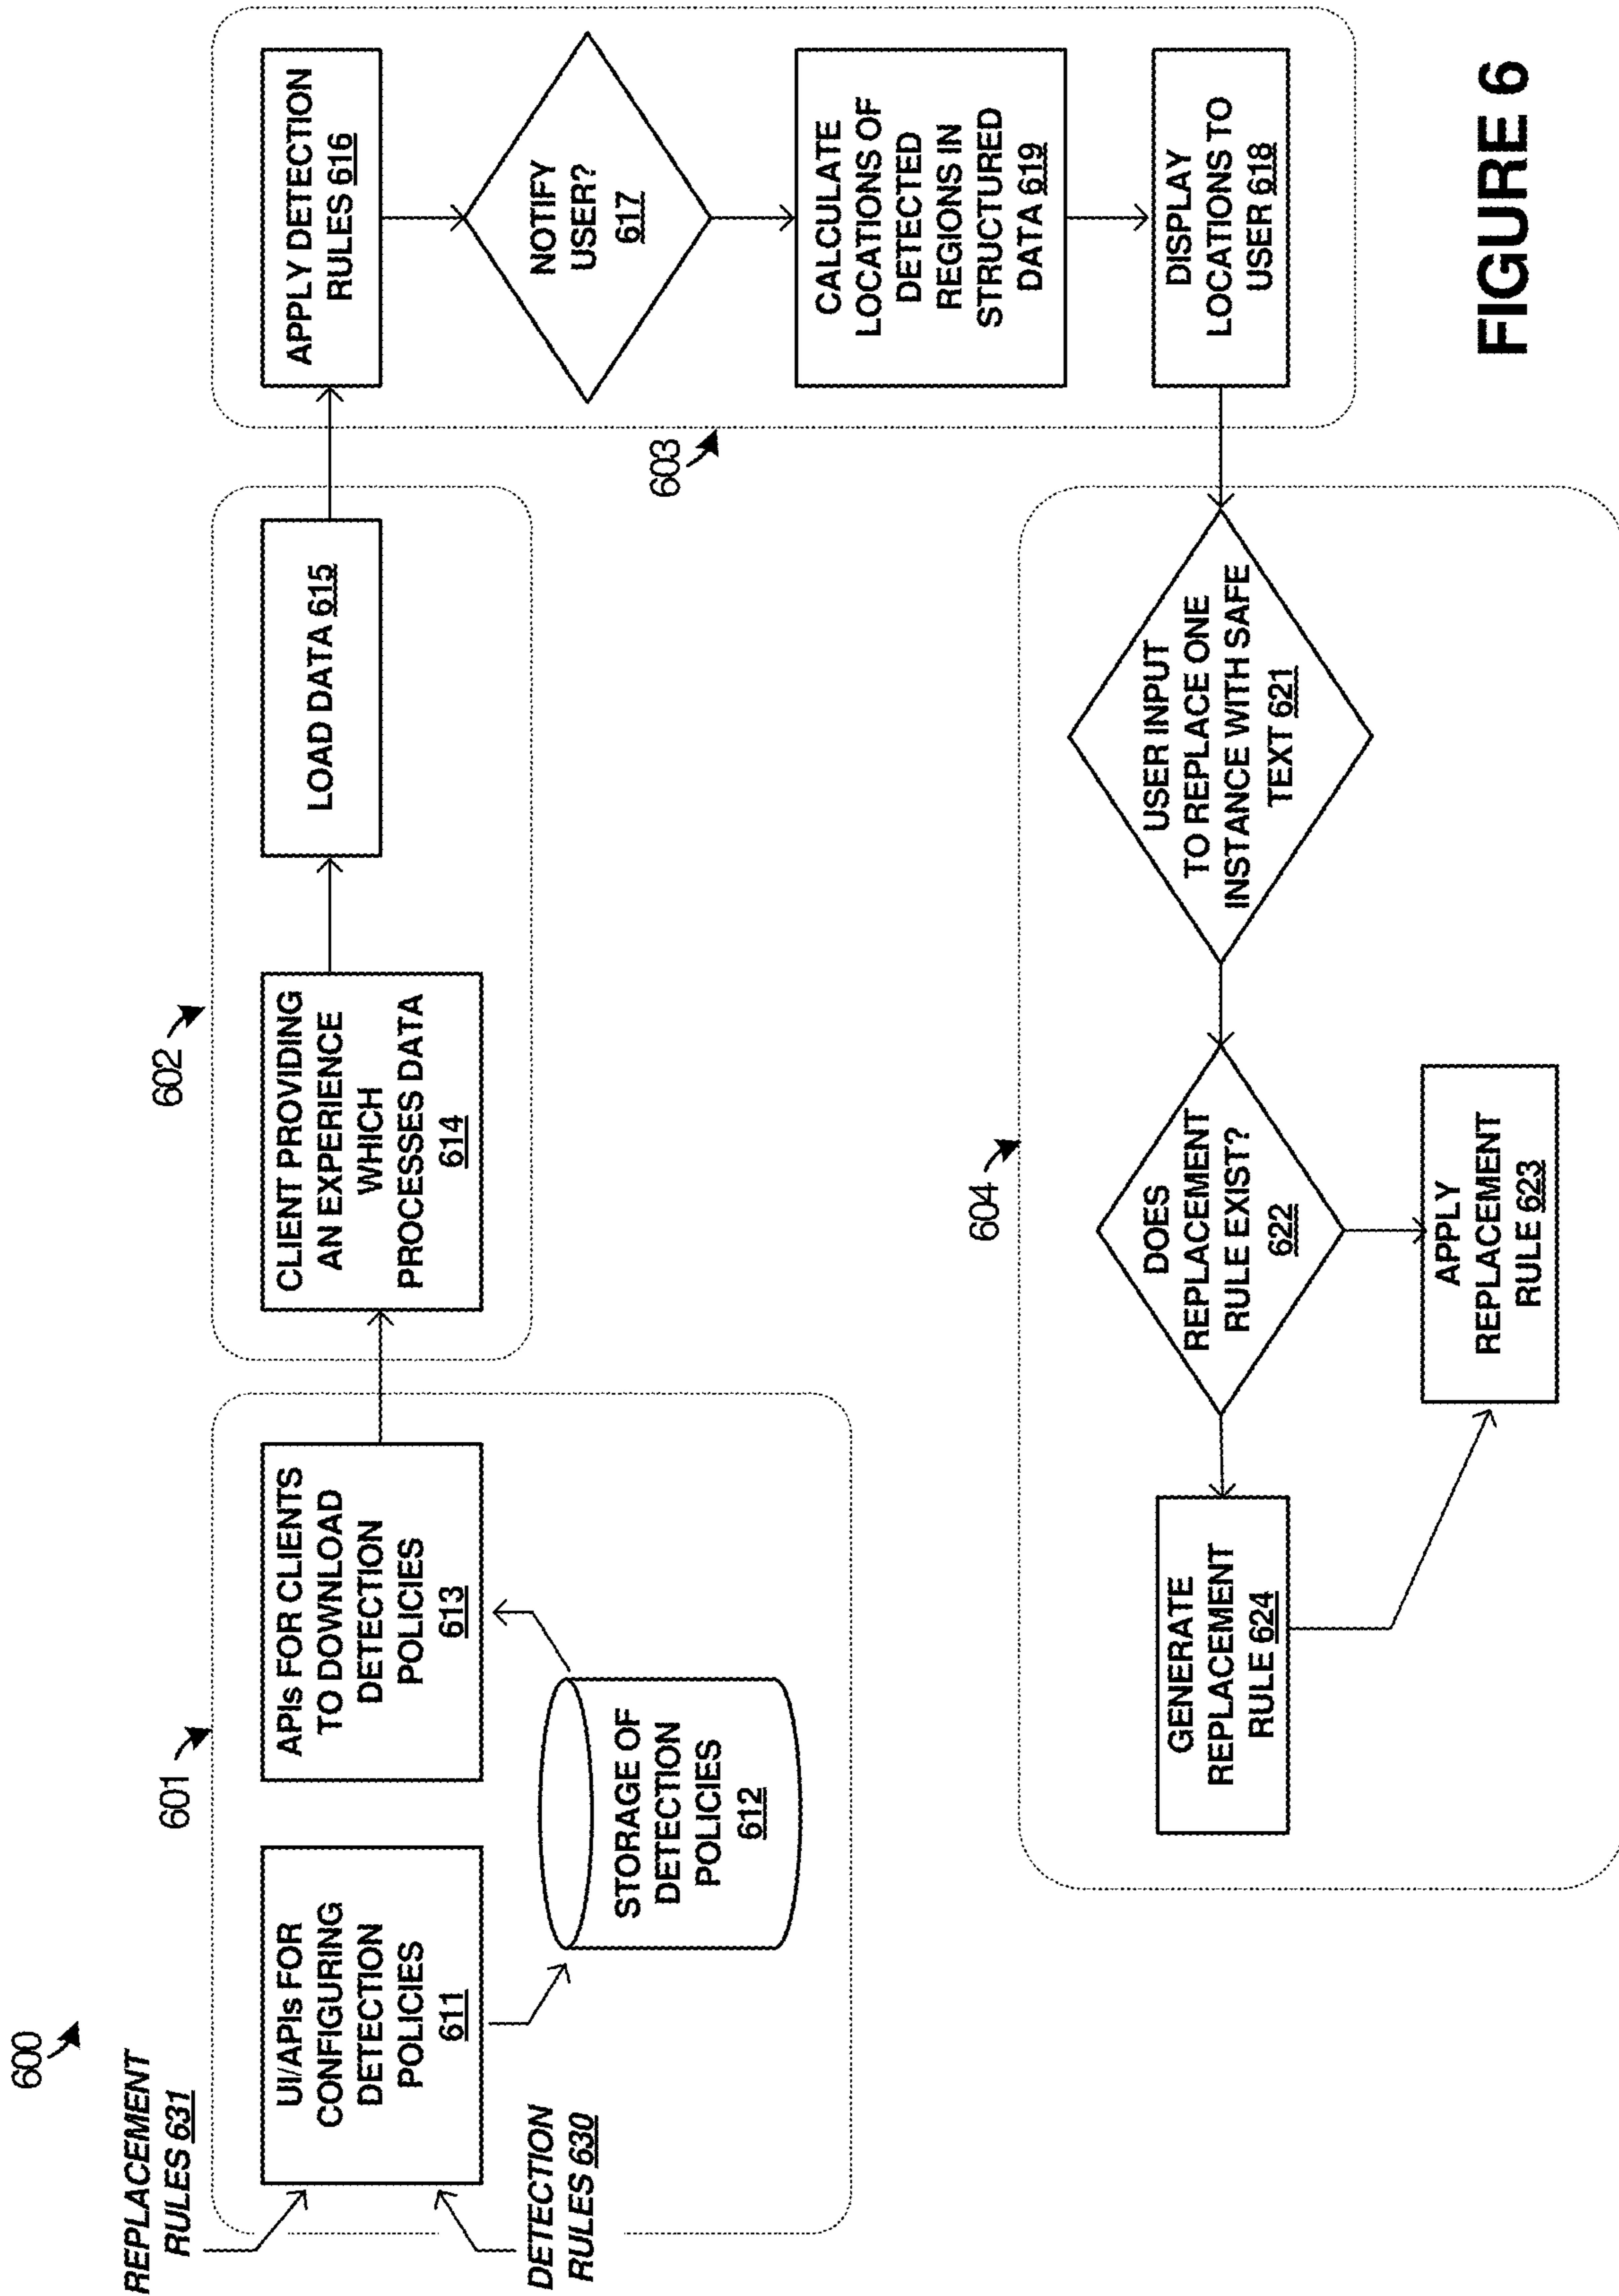 600
REPLACEMENT
RULES 631
DETECTION
RULES 630
601
UI/APIs FOR
CONFIGURING
DETECTION
POLICIES
611
STORAGE OF
DETECTION
POLICIES
612
APIs FOR CLIENTS
TO DOWNLOAD
DETECTION
POLICIES
613
602
CLIENT PROVIDING
AN EXPERIENCE
WHICH
PROCESSES DATA
614
LOAD DATA 615
603
APPLY DETECTION
RULES 616
NOTIFY
USER?
617
CALCULATE
LOCATIONS OF
DETECTED
REGIONS IN
STRUCTURED
DATA 619
DISPLAY
LOCATIONS TO
USER 618
604
USER INPUT
TO REPLACE ONE
INSTANCE WITH SAFE
TEXT 621
DOES
REPLACEMENT
RULE EXIST?
622
APPLY
REPLACEMENT
RULE 623
GENERATE
REPLACEMENT
RULE 624
FIGURE 6